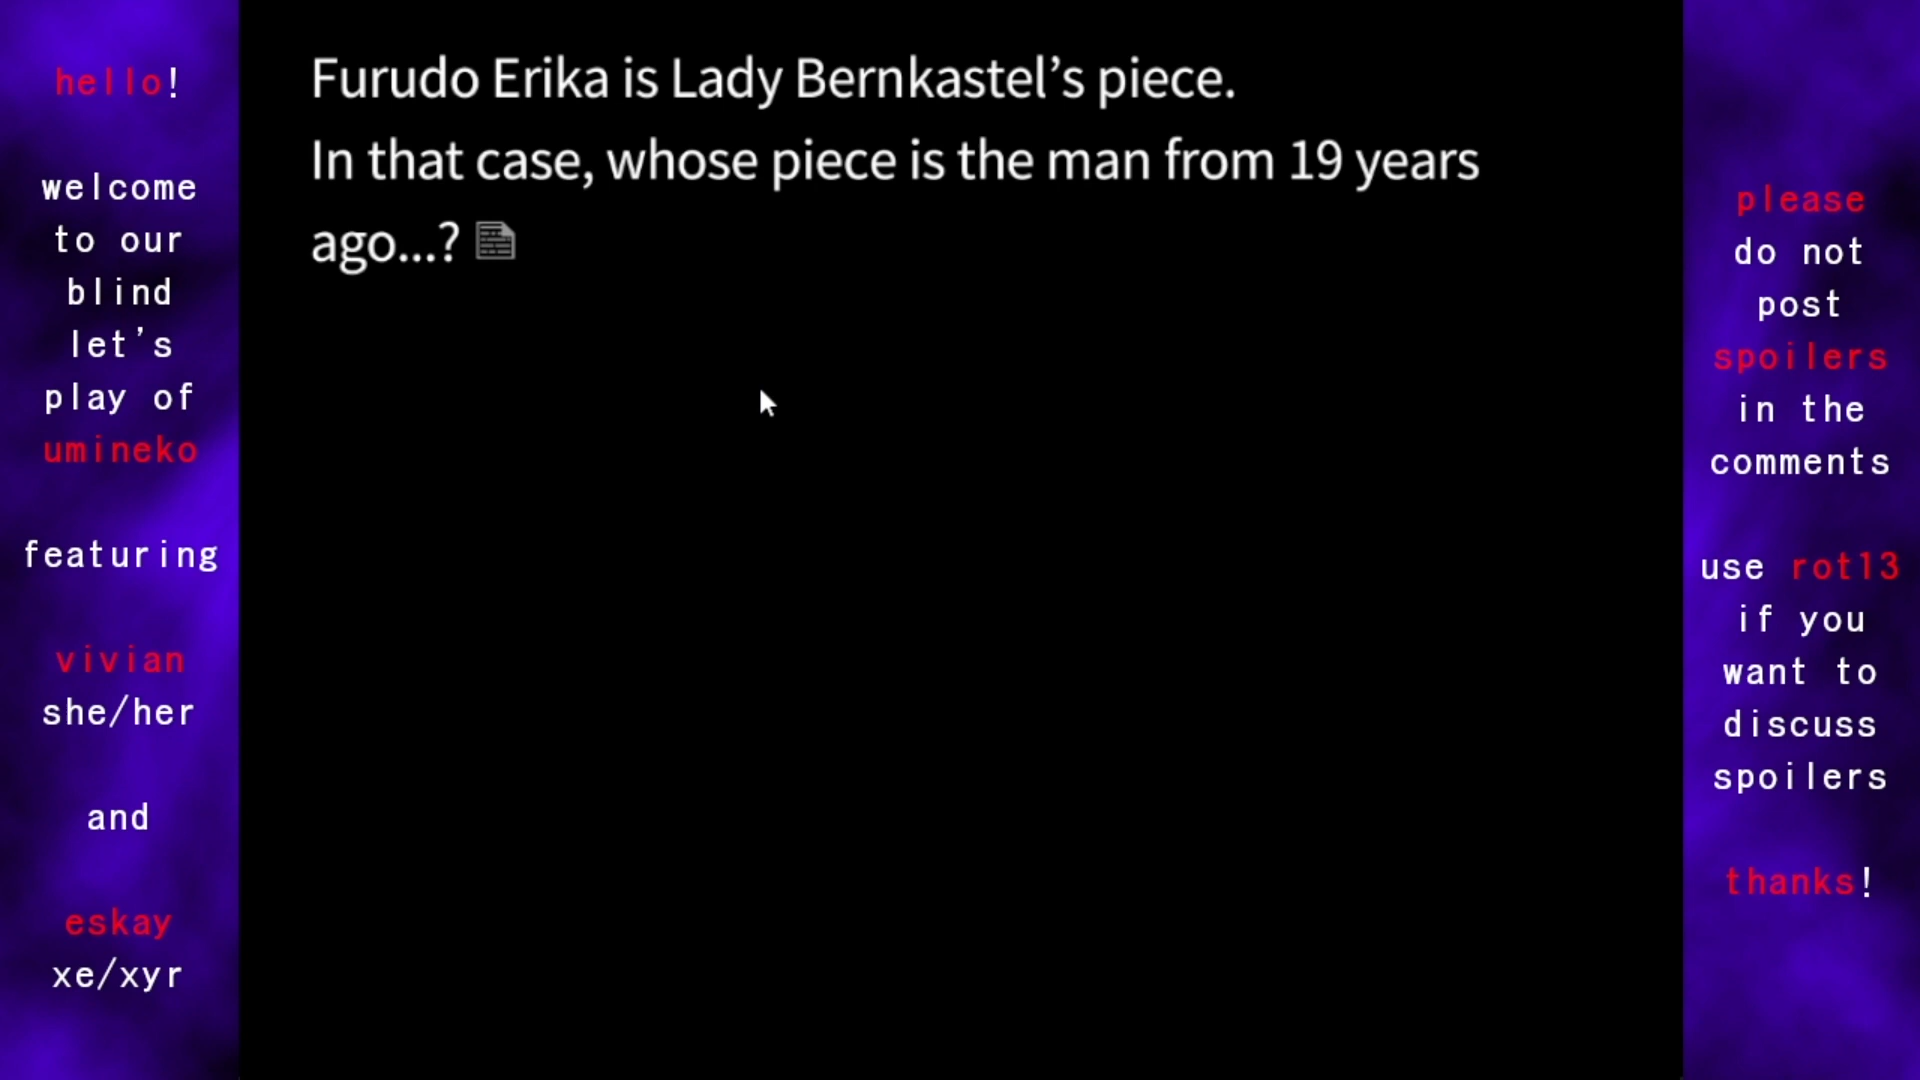 hello!
welcome
to our
blind
let's
play of
umineko
featuring
vivian
she/her
and
eskay
xe/xyr
Furudo Erika is Lady Bernkastel’s piece.
In that case, whose piece is the man from 19 years
ago...?
please
do not
post
spoilers
in the
comments
use rot13
if you
want to
discuss
spoilers
thanks!